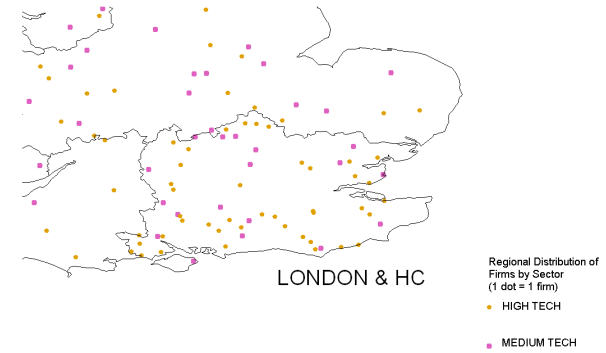 LONDON & HC
Regional Distribution of
Firms by Sector
(1 dot = 1 firm)
HIGH TECH
MEDIUM TECH